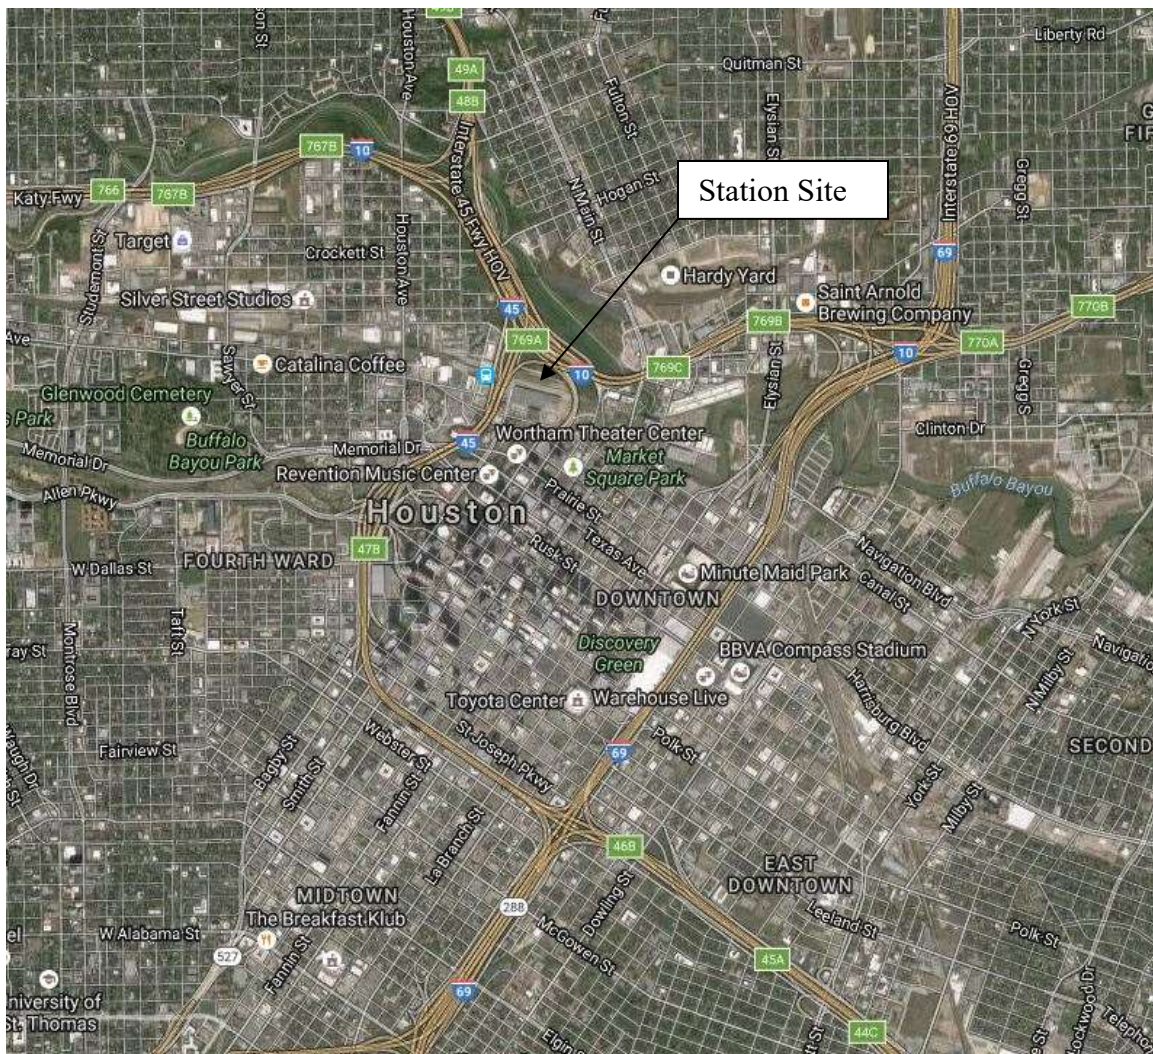 Liberty Rd
Houston Ave
49A
Quitman St
48B
Fulton St
Elysian St
Interstate 69 HOV
767B
10
Interstate 45 Fwy HOV
Station Site
Gregg St
766
767B
Katy Fwy
Hogan St
N Main St
Target
Crockett St
Houston Ave
69
Hardy Yard
Studemont St
Silver Street Studios
Saint Arnold
Brewing Company
45
770B
769B
769A
10
770A
Catalina Coffee
10
769C
Sawyer St
Elysian St
Gregg S
Glenwood Cemetery
Buffalo
Bayou Park
Clinton Dr
Memorial Dr
45
Wortham Theater Center
Memorial Dr
Revention Music Center
Market
Square Park
Allen Pkwy
Buffalo Bayou
Prairie St
Houston
Texas Ave
Rusk St
47B
FOURTH WARD
W Dallas St
Minute Maid Park
Navigation Blvd
Canal St
DOWNTOWN
N York St
Taft St
Montrose Blvd
Discovery
Green
BBVA Compass Stadium
N Milby St
Toyota Center
Warehouse Live
Harrisburg Blvd
Webster St
St Joseph Pkwy
Polk St
69
Fairview St
Bagby St
Smith St
Fannin St
SECOND
York St
Milby St
La Branch St
46B
EAST
DOWNTOWN
MIDTOWN
The Breakfast Klub
288
Dowling St
Leeland St
W Alabama St
McGowen St
Polk St
527
Fannin St
45A
69
St. Thomas
44C